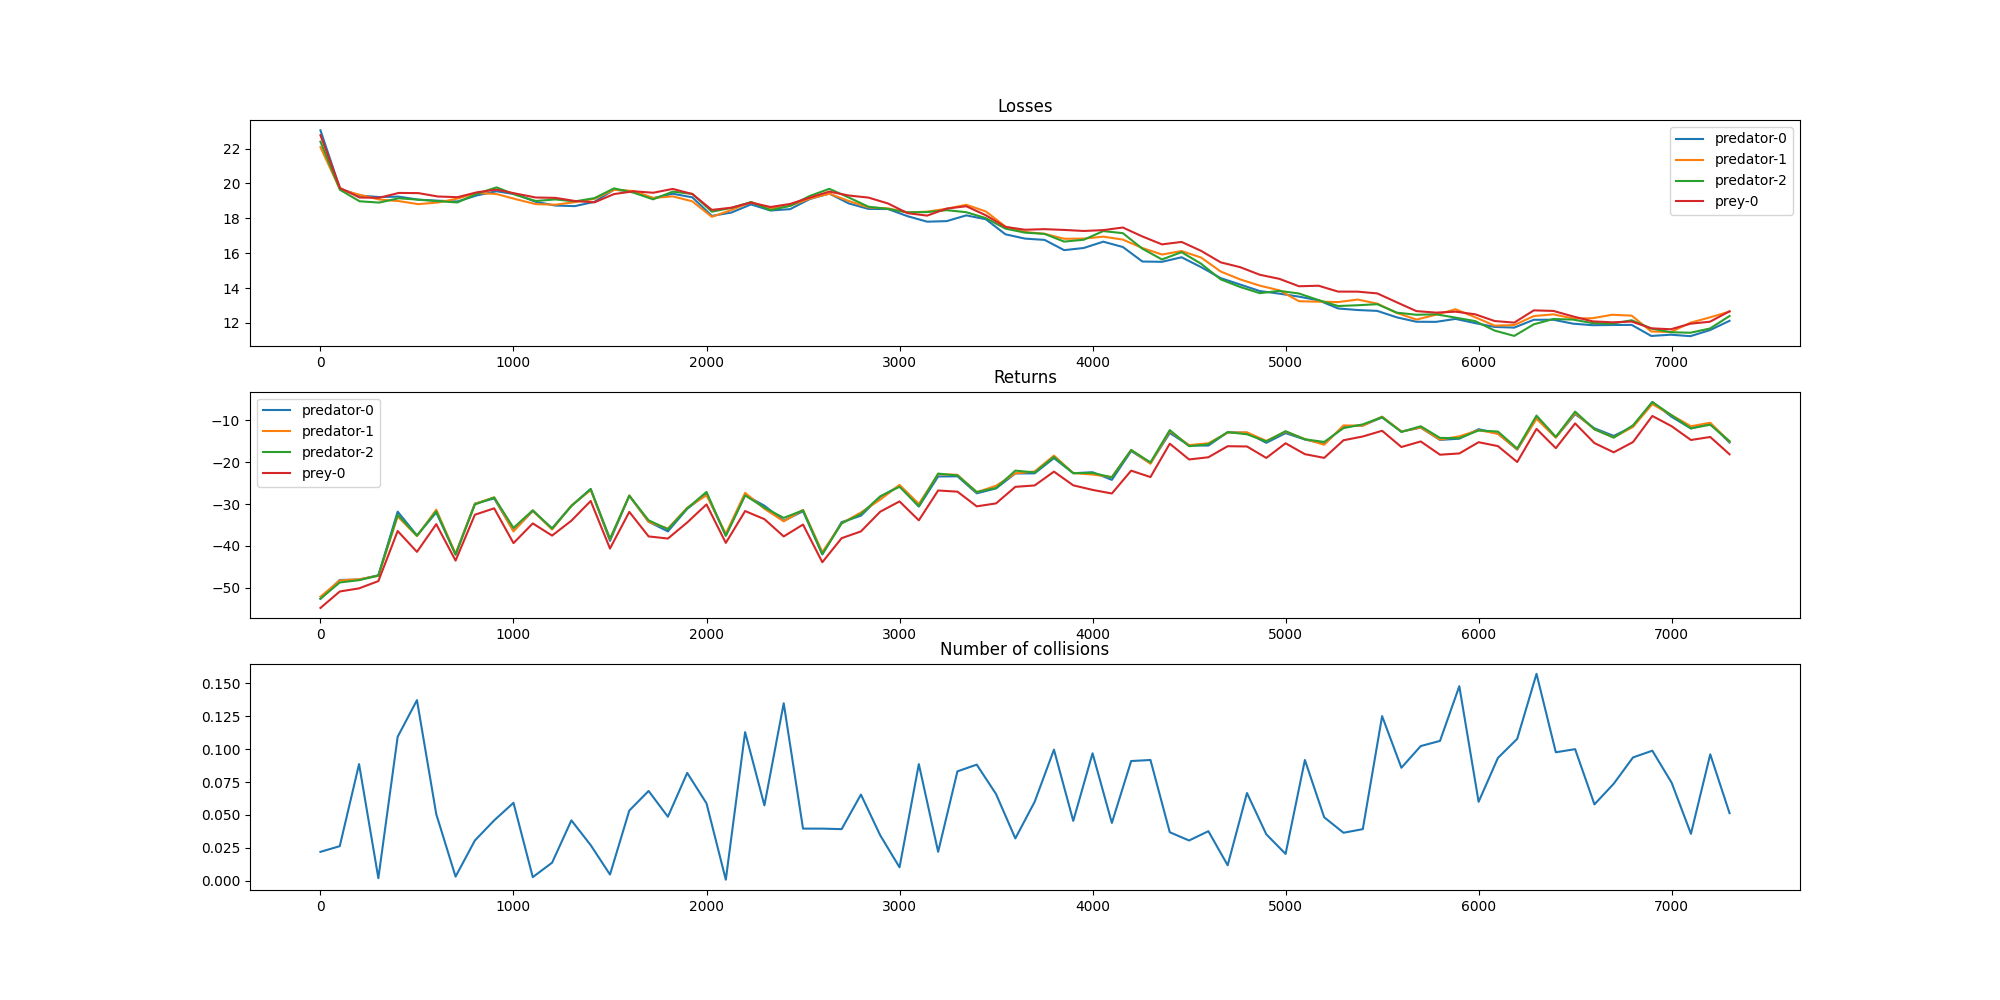 Losses
22
20
18
16
14
12
predator-0
predator-1
predator-2
prey-0
0 1000 2000 3000 4000 5000 6000 7000
Returns
−10
−20
−30
−40
−50
predator-0
predator-1
predator-2
prey-0
0 1000 2000 3000 4000 5000 6000 7000
Number of collisions
0.150
0.125
0.100
0.075
0.050
0.025
0.000
0 1000 2000 3000 4000 5000 6000 7000